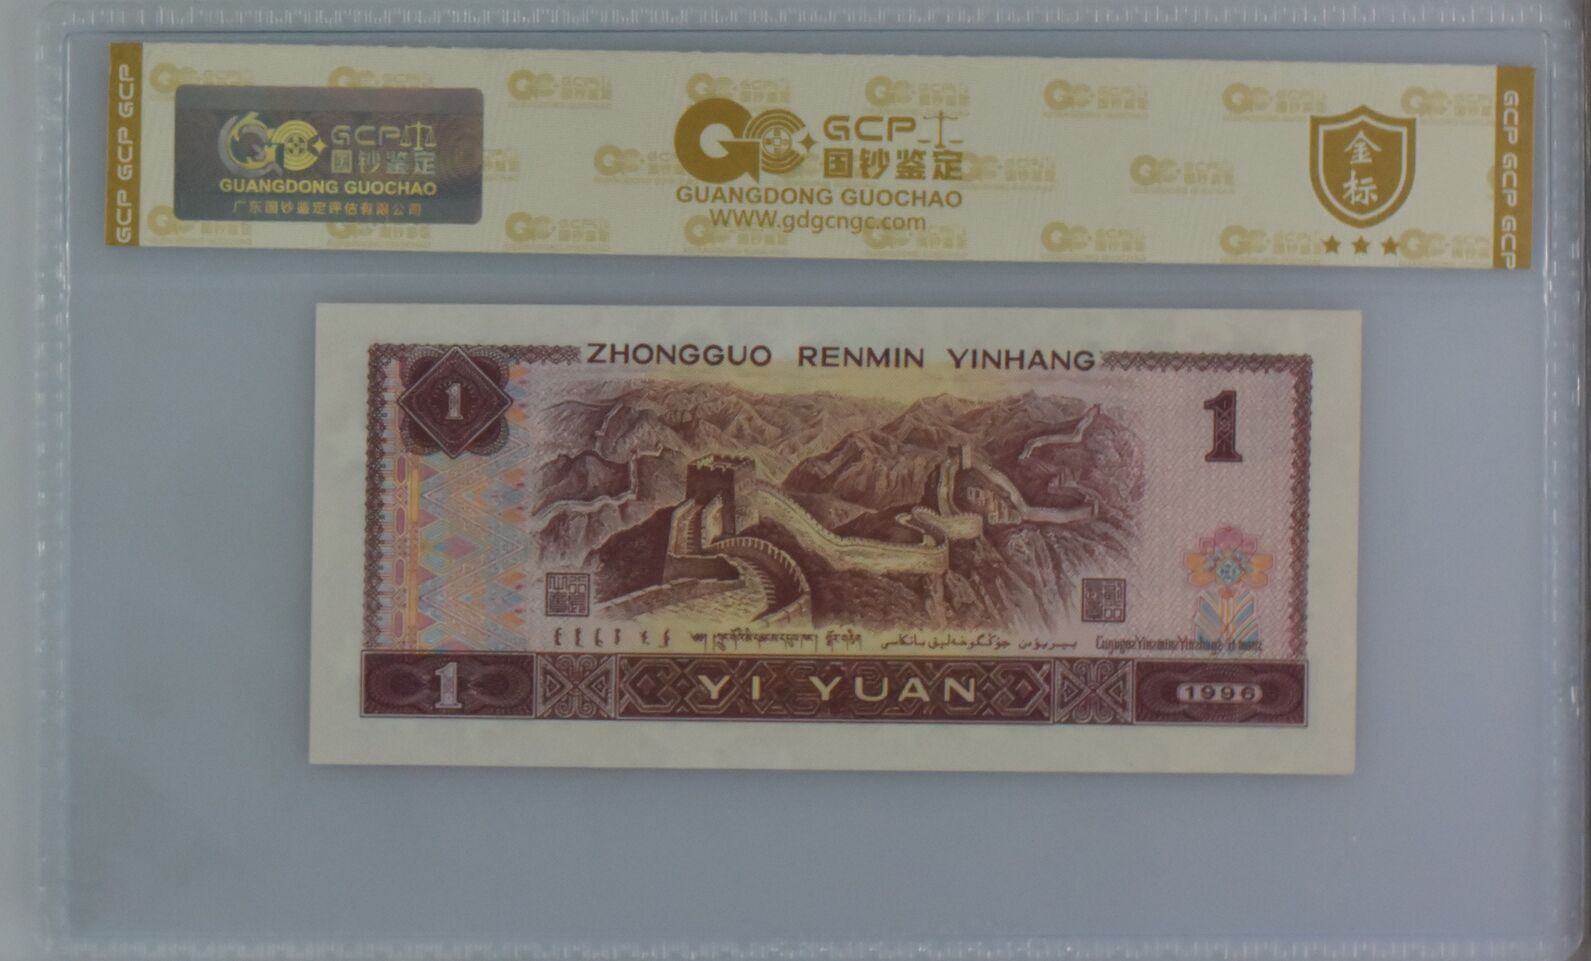 GCP GCP GCP
GCP
国钞鉴定
GUANGDONG GUOCHAO
广东国钞鉴定评估有限公司
GCP
国钞鉴定
GUANGDONG GUOCHAO
WWW.gdgcngc.com
金
标
GCP GCP GCP
ZHONGGUO RENMIN YINHANG
1
1
1
YI YUAN
1996